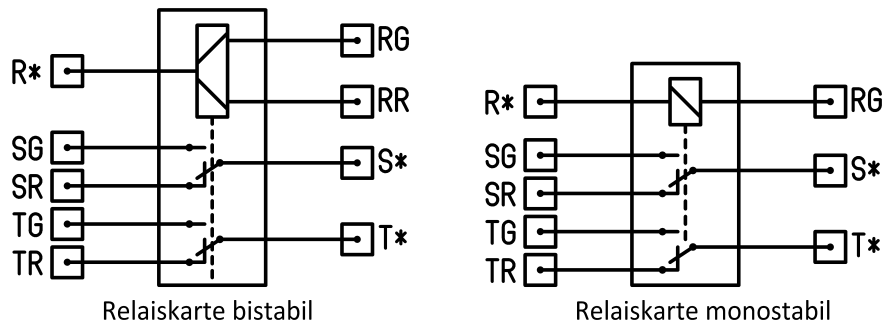 R*
SG
SR
TG
TR
RG
RR
S*
T*
Relaiskarte bistabil
R*
SG
SR
TG
TR
RG
S*
T*
Relaiskarte monostabil